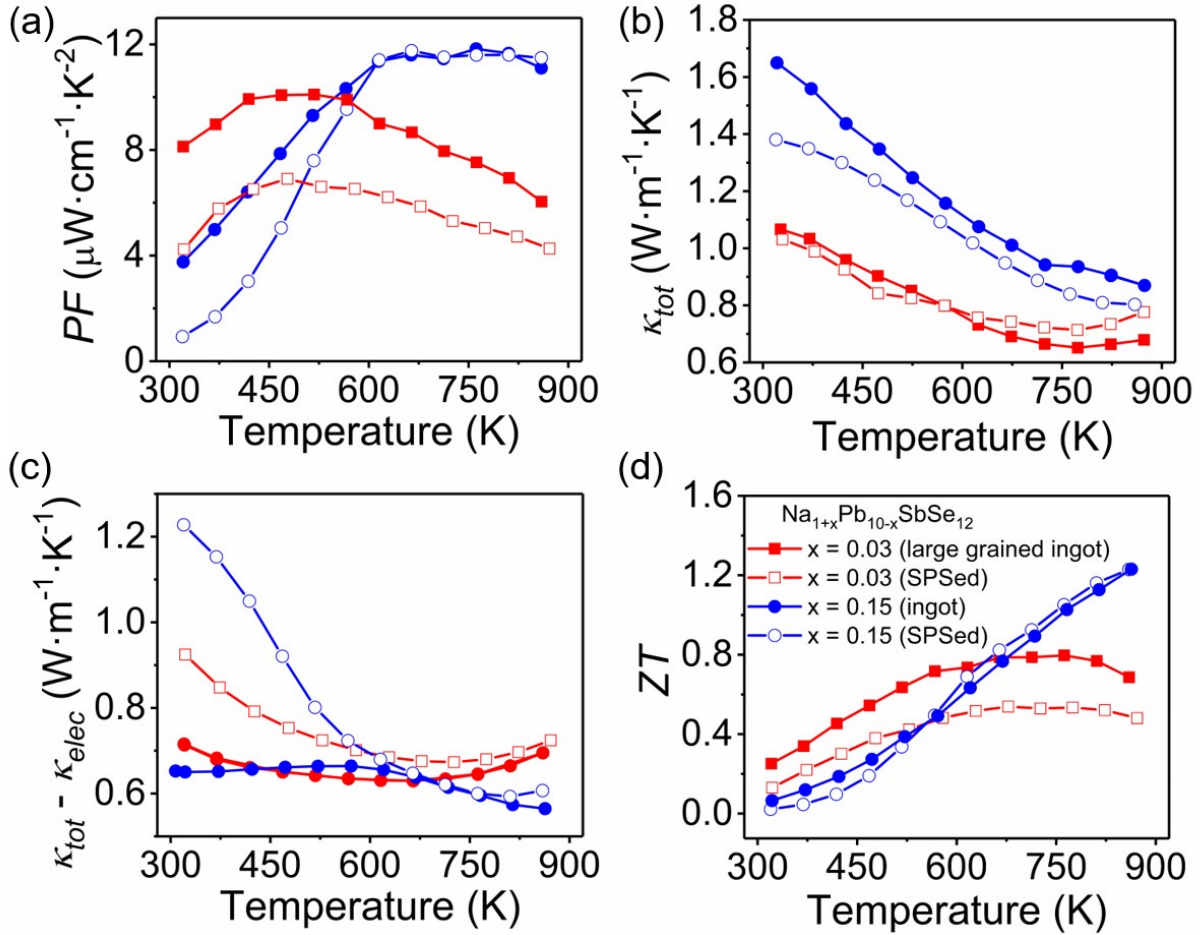 (a)
12
8
4
0
PF (μW·cm⁻¹·K⁻²)
300 450 600 750 900
Temperature (K)
(b)
1.8
1.6
1.4
1.2
1.0
0.8
0.6
κtot (W·m⁻¹·K⁻¹)
300 450 600 750 900
Temperature (K)
(c)
1.2
1.0
0.8
0.6
κtot - κelec (W·m⁻¹·K⁻¹)
300 450 600 750 900
Temperature (K)
(d)
1.6
1.2
0.8
0.4
0.0
ZT
Na₁₊ₓPb₁₀₋ₓSbSe₁₂
x = 0.03 (large grained ingot)
x = 0.03 (SPSed)
x = 0.15 (ingot)
x = 0.15 (SPSed)
300 450 600 750 900
Temperature (K)